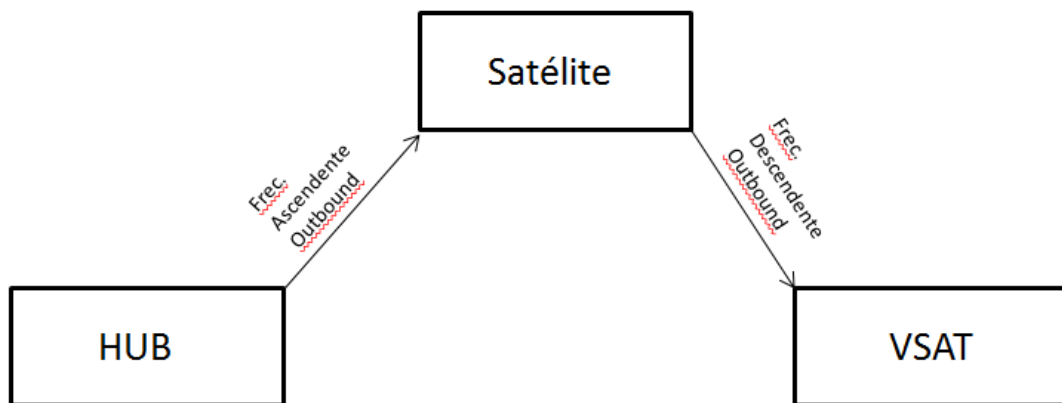 Satélite
Frec.
Ascendente
Outbound
Frec.
Descendente
Outbound
HUB
VSAT